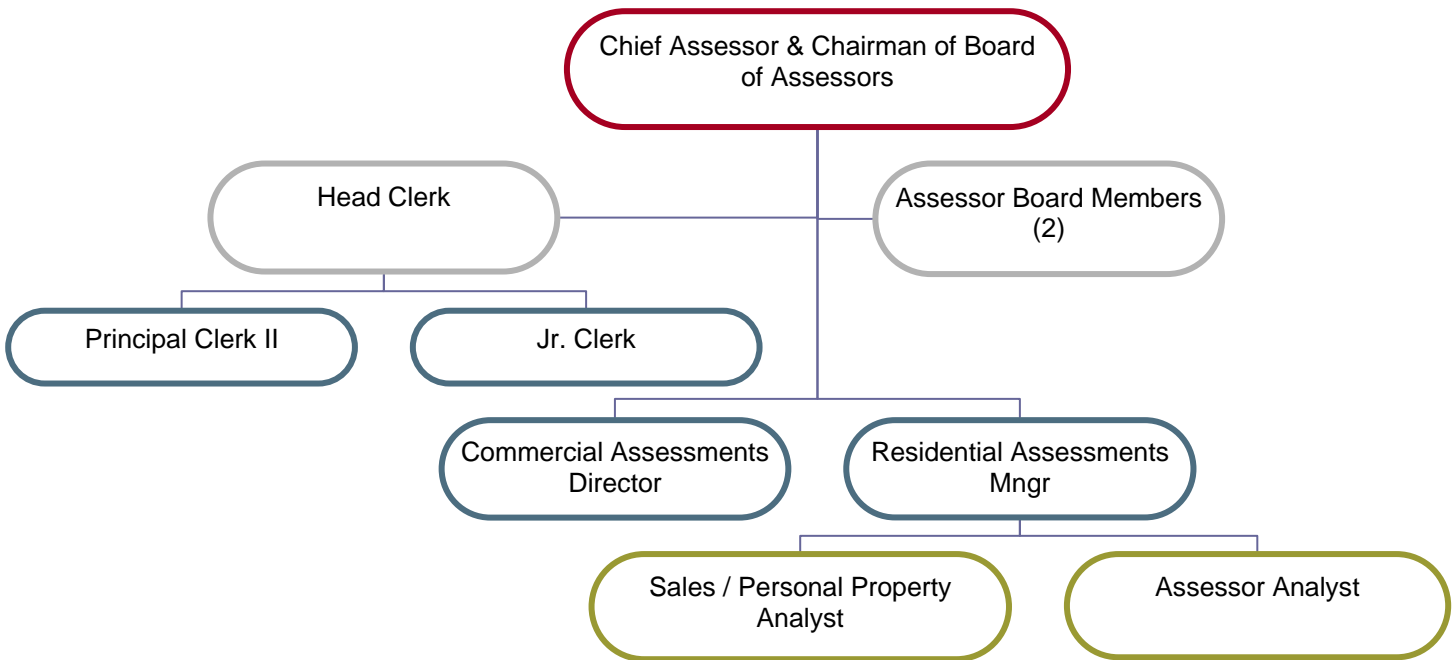 Chief Assessor & Chairman of Board
of Assessors
Head Clerk
Assessor Board Members
(2)
Principal Clerk II
Jr. Clerk
Commercial Assessments
Director
Residential Assessments
Mngr
Sales / Personal Property
Analyst
Assessor Analyst